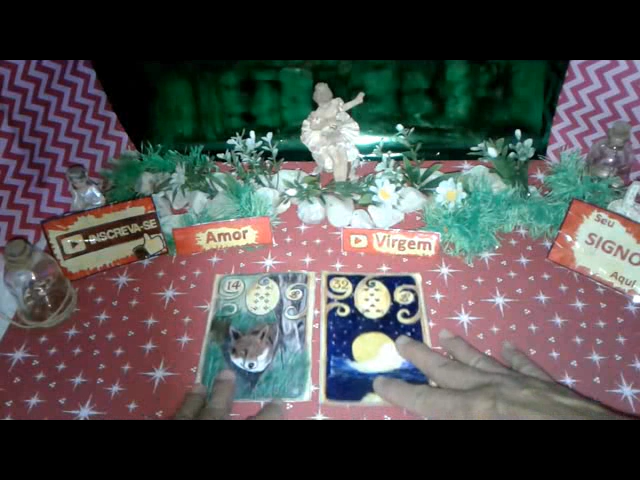 INSCREVA-SE
Amor
Virgem
Seu
SIGNO
Aqui
14
32